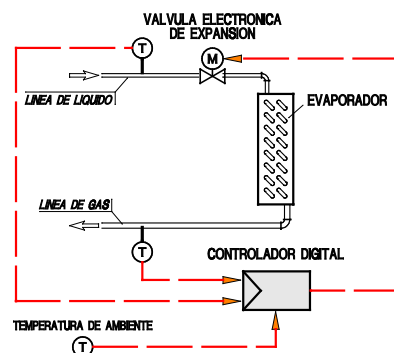 VALVULA ELECTRONICA
DE EXPANSION
T
M
LINEA DE LIQUIDO
EVAPORADOR
LINEA DE GAS
T
CONTROLADOR DIGITAL
TEMPERATURA DE AMBIENTE
T